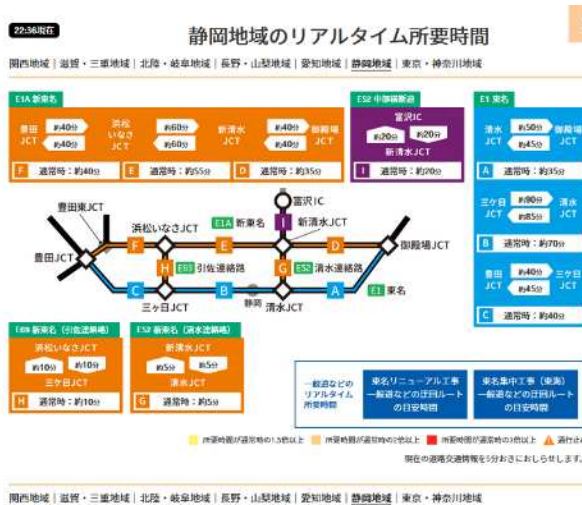 22:36現在
静岡地域のリアルタイム所要時間
関西地域｜滋賀・三重地域｜北陸・岐阜地域｜長野・山梨地域｜愛知地域｜静岡地域｜東京・神奈川地域
E1A 新東名
豊田JCT 約40分 約40分 浜松いなさJCT 約60分 約60分 新清水JCT 約40分 約40分 御殿場JCT
F 通常時：約40分 E 通常時：約55分 D 通常時：約35分
E52 中部横断道
富沢IC
約20分 約20分
新清水JCT
I 通常時：約20分
E1 東名
清水JCT 約50分 約45分 御殿場JCT
A 通常時：約35分
三ケ日JCT 約90分 約85分 清水JCT
B 通常時：約70分
豊田JCT 約40分 約45分 三ケ日JCT
C 通常時：約40分
富沢IC
豊田東JCT
浜松いなさJCT
E1A 新東名
I 新清水JCT
F E D
御殿場JCT
豊田JCT
H E69 引佐連絡路
G E52 清水連絡路
C B A
静岡
E1 東名
三ヶ日JCT
清水JCT
E69 新東名（引佐連絡路）
浜松いなさJCT
約10分 約10分
三ケ日JCT
H 通常時：約10分
E52 新東名（清水連絡路）
新清水JCT
約5分 約5分
清水JCT
G 通常時：約5分
一般道などのリアルタイム所要時間
東名リニューアル工事
一般道などの迂回ルート
の目安時間
東名集中工事（東海）
一般道などの迂回ルート
の目安時間
所要時間が通常時の1.5倍以上 所要時間が通常時の2倍以上 所要時間が通常時の3倍以上 通行止め
現在の道路交通情報を5分おきにおしらせします。
関西地域｜滋賀・三重地域｜北陸・岐阜地域｜長野・山梨地域｜愛知地域｜静岡地域｜東京・神奈川地域